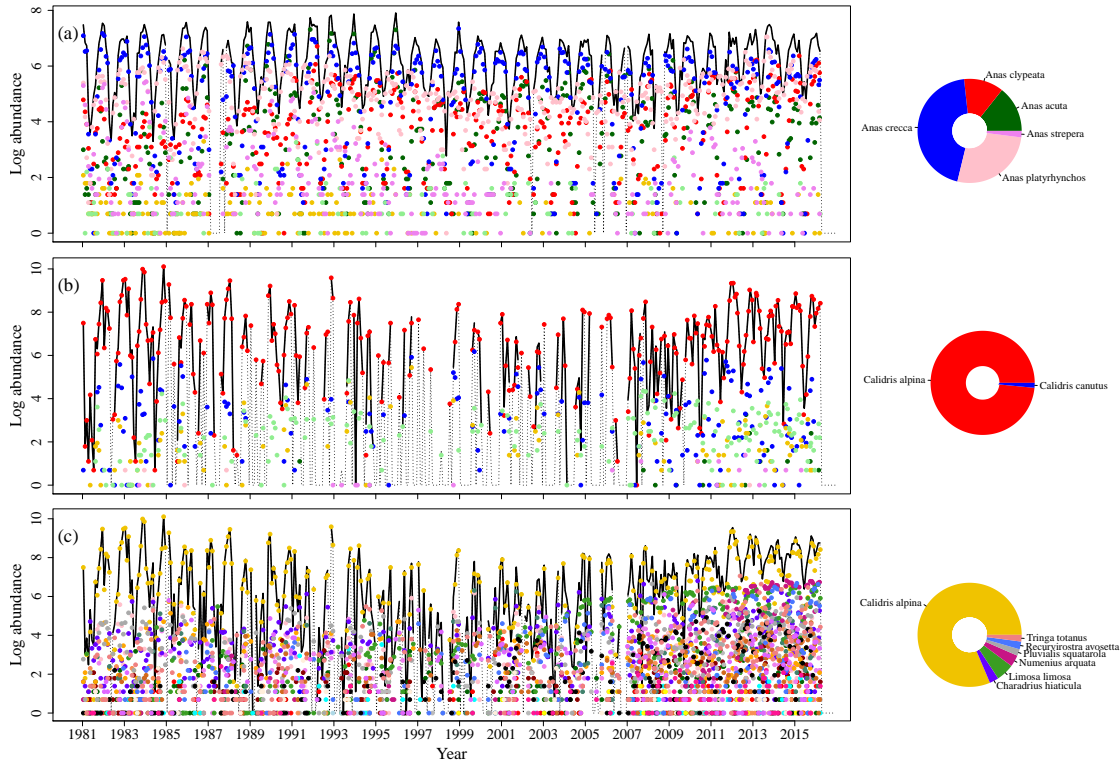 (a)
Log abundance
0
2
4
6
8
Anas clypeata
Anas acuta
Anas crecca
Anas strepera
Anas platyrhynchos
(b)
Log abundance
0
2
4
6
8
10
Calidris alpina
Calidris canutus
(c)
Log abundance
0
2
4
6
8
10
Calidris alpina
Tringa totanus
Recurvirostra avosetta
Pluvialis squatarola
Numenius arquata
Limosa limosa
Charadrius hiaticula
1981 1983 1985 1987 1989 1991 1993 1995 1997 1999 2001 2003 2005 2007 2009 2011 2013 2015
Year